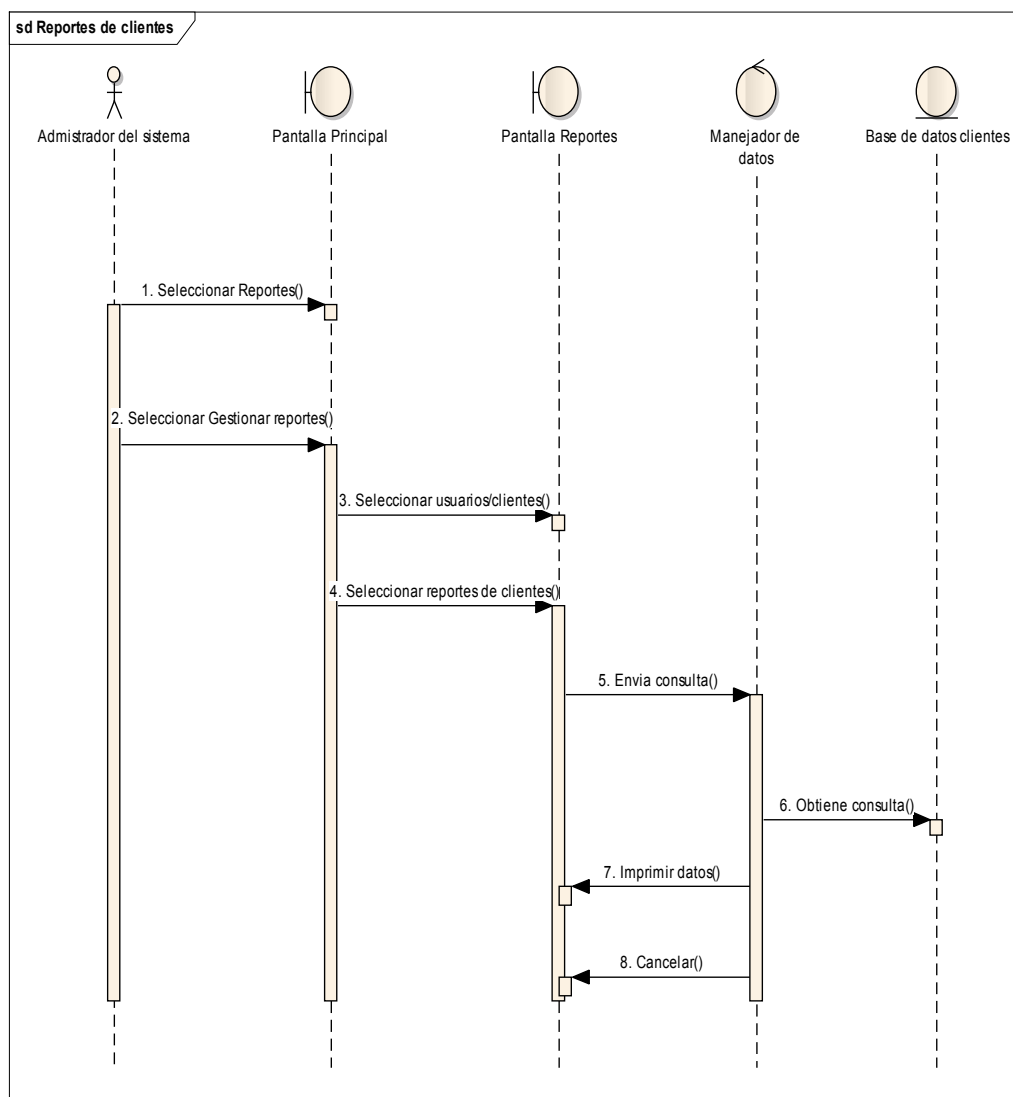 sd Reportes de clientes
Admistrador del sistema
Pantalla Principal
Pantalla Reportes
Manejador de
datos
Base de datos clientes
1. Seleccionar Reportes()
2. Seleccionar Gestionar reportes()
3. Seleccionar usuarios/clientes()
4. Seleccionar reportes de clientes()
5. Envia consulta()
6. Obtiene consulta()
7. Imprimir datos()
8. Cancelar()